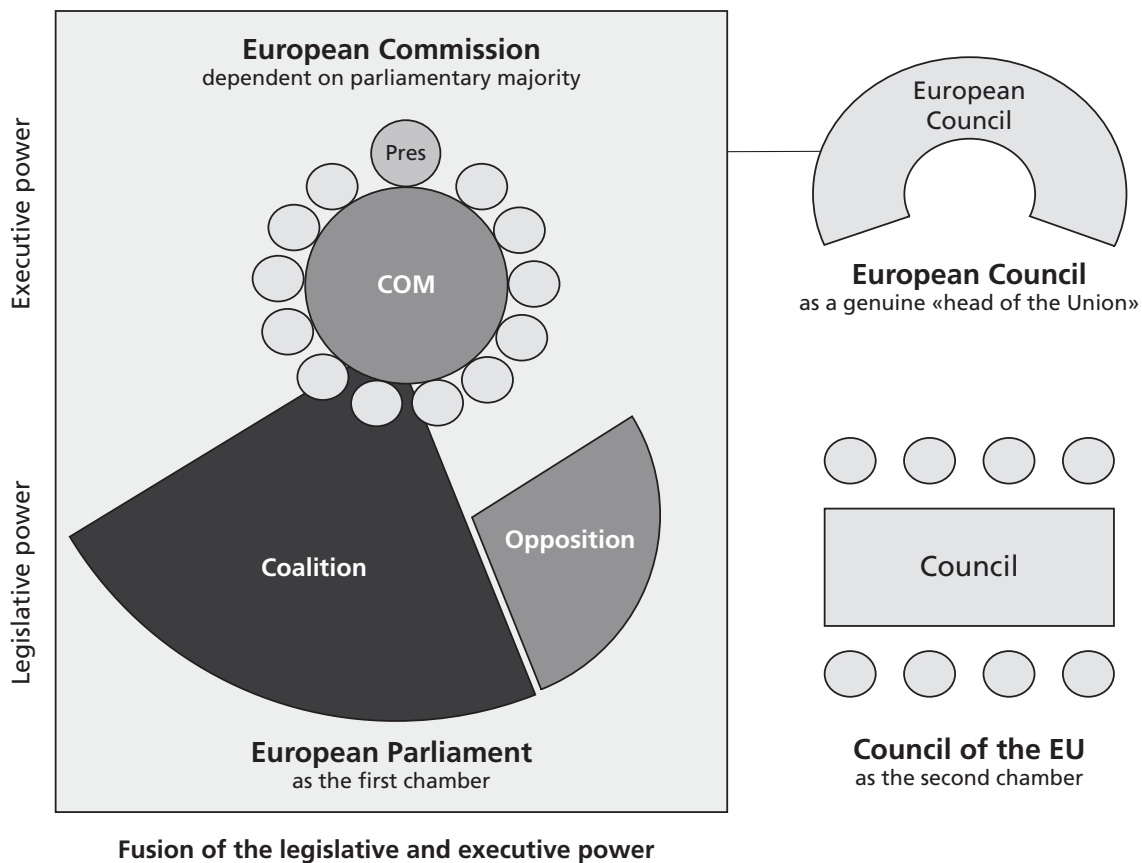 European Commission
dependent on parliamentary majority
Executive power
Pres
COM
European
Council
European Council
as a genuine «head of the Union»
Legislative power
Coalition
Opposition
Council
European Parliament
as the first chamber
Council of the EU
as the second chamber
Fusion of the legislative and executive power